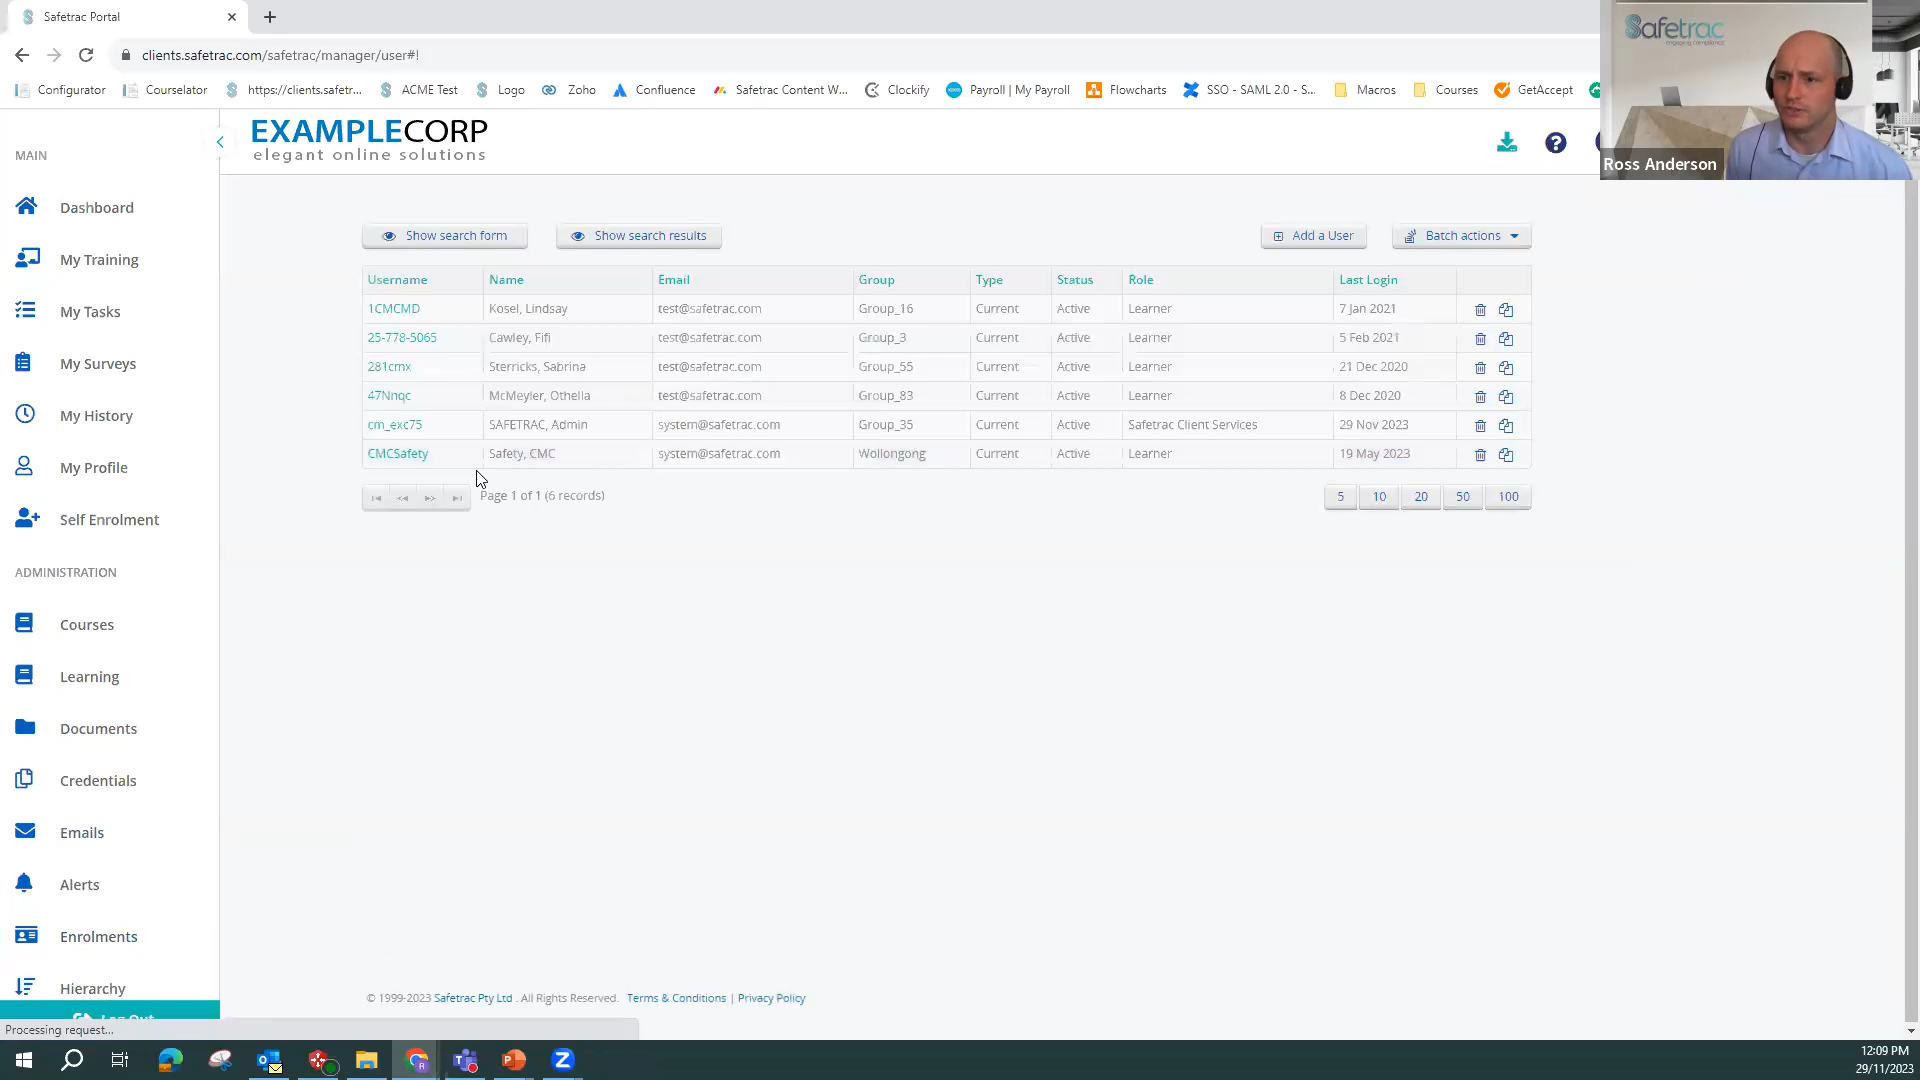 Safetrac Portal
clients.safetrac.com/safetrac/manager/user#!
Configurator Courselator https://clients.safetr... ACME Test Logo Zoho Confluence Safetrac Content W... Clockify Payroll | My Payroll Flowcharts SSO - SAML 2.0 - S... Macros Courses GetAccept
Safetrac
engaging compliance
Ross Anderson
EXAMPLECORP
elegant online solutions
MAIN
Dashboard
My Training
My Tasks
My Surveys
My History
My Profile
Self Enrolment
ADMINISTRATION
Courses
Learning
Documents
Credentials
Emails
Alerts
Enrolments
Hierarchy
Log Out
Processing request...
Show search form Show search results Add a User Batch actions
Username Name Email Group Type Status Role Last Login
1CMCMD Kosel, Lindsay test@safetrac.com Group_16 Current Active Learner 7 Jan 2021
25-778-5065 Cawley, Fifi test@safetrac.com Group_3 Current Active Learner 5 Feb 2021
281cmx Sterricks, Sabrina test@safetrac.com Group_55 Current Active Learner 21 Dec 2020
47Nnqc McMeyler, Othella test@safetrac.com Group_83 Current Active Learner 8 Dec 2020
cm_exc75 SAFETRAC, Admin system@safetrac.com Group_35 Current Active Safetrac Client Services 29 Nov 2023
CMCSafety Safety, CMC system@safetrac.com Wollongong Current Active Learner 19 May 2023
Page 1 of 1 (6 records) 5 10 20 50 100
© 1999-2023 Safetrac Pty Ltd . All Rights Reserved. Terms & Conditions | Privacy Policy
12:09 PM
29/11/2023